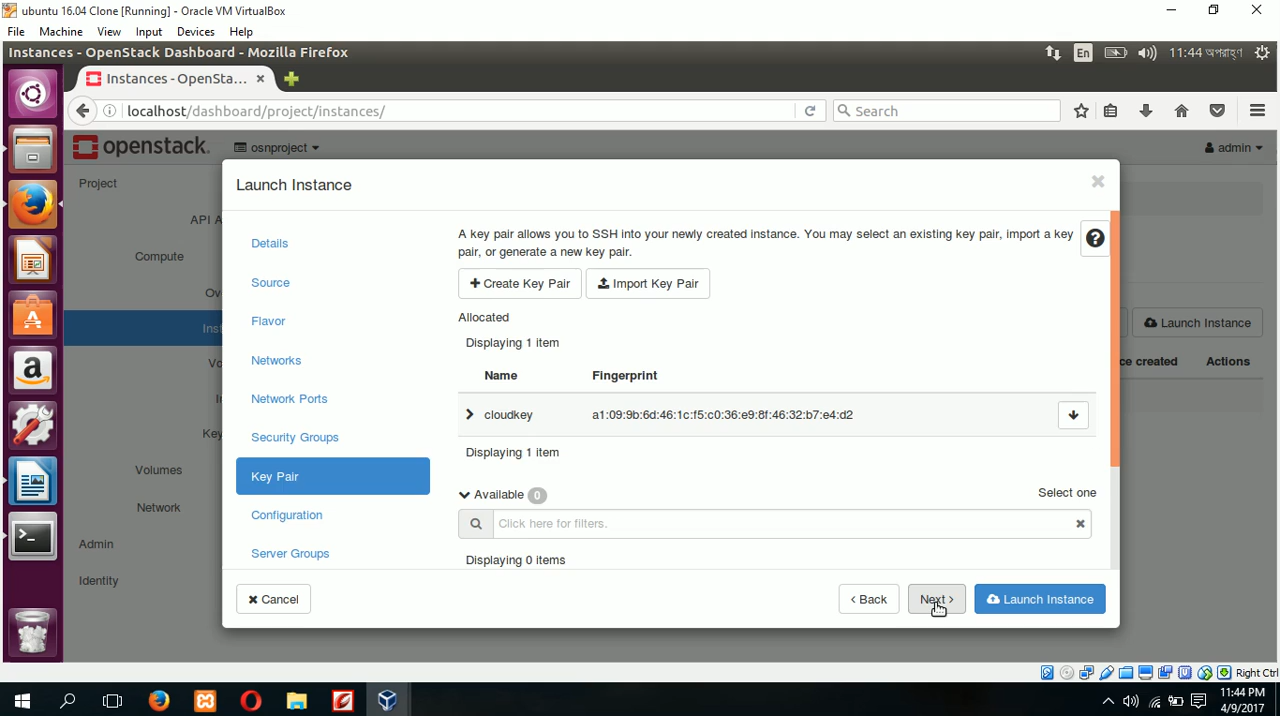 ubuntu 16.04 Clone [Running] - Oracle VM VirtualBox
File Machine View Input Devices Help
Instances - OpenStack Dashboard - Mozilla Firefox
En
11:44 অপরাহ্ণ
Instances - OpenSta...
localhost/dashboard/project/instances/
Search
openstack.
osnproject
admin
Project
API A
Compute
Ov
Inst
Vo
I
Key
Volumes
Network
Admin
Identity
Launch Instance
ce created
Actions
Launch Instance
Details
Source
Flavor
Networks
Network Ports
Security Groups
Key Pair
Configuration
Server Groups
A key pair allows you to SSH into your newly created instance. You may select an existing key pair, import a key
pair, or generate a new key pair.
Create Key Pair
Import Key Pair
Allocated
Displaying 1 item
Name Fingerprint
cloudkey a1:09:9b:6d:46:1c:f5:c0:36:e9:8f:46:32:b7:e4:d2
Displaying 1 item
Available 0
Select one
Click here for filters.
Displaying 0 items
Cancel
Back
Next
Launch Instance
Right Ctrl
11:44 PM
4/9/2017